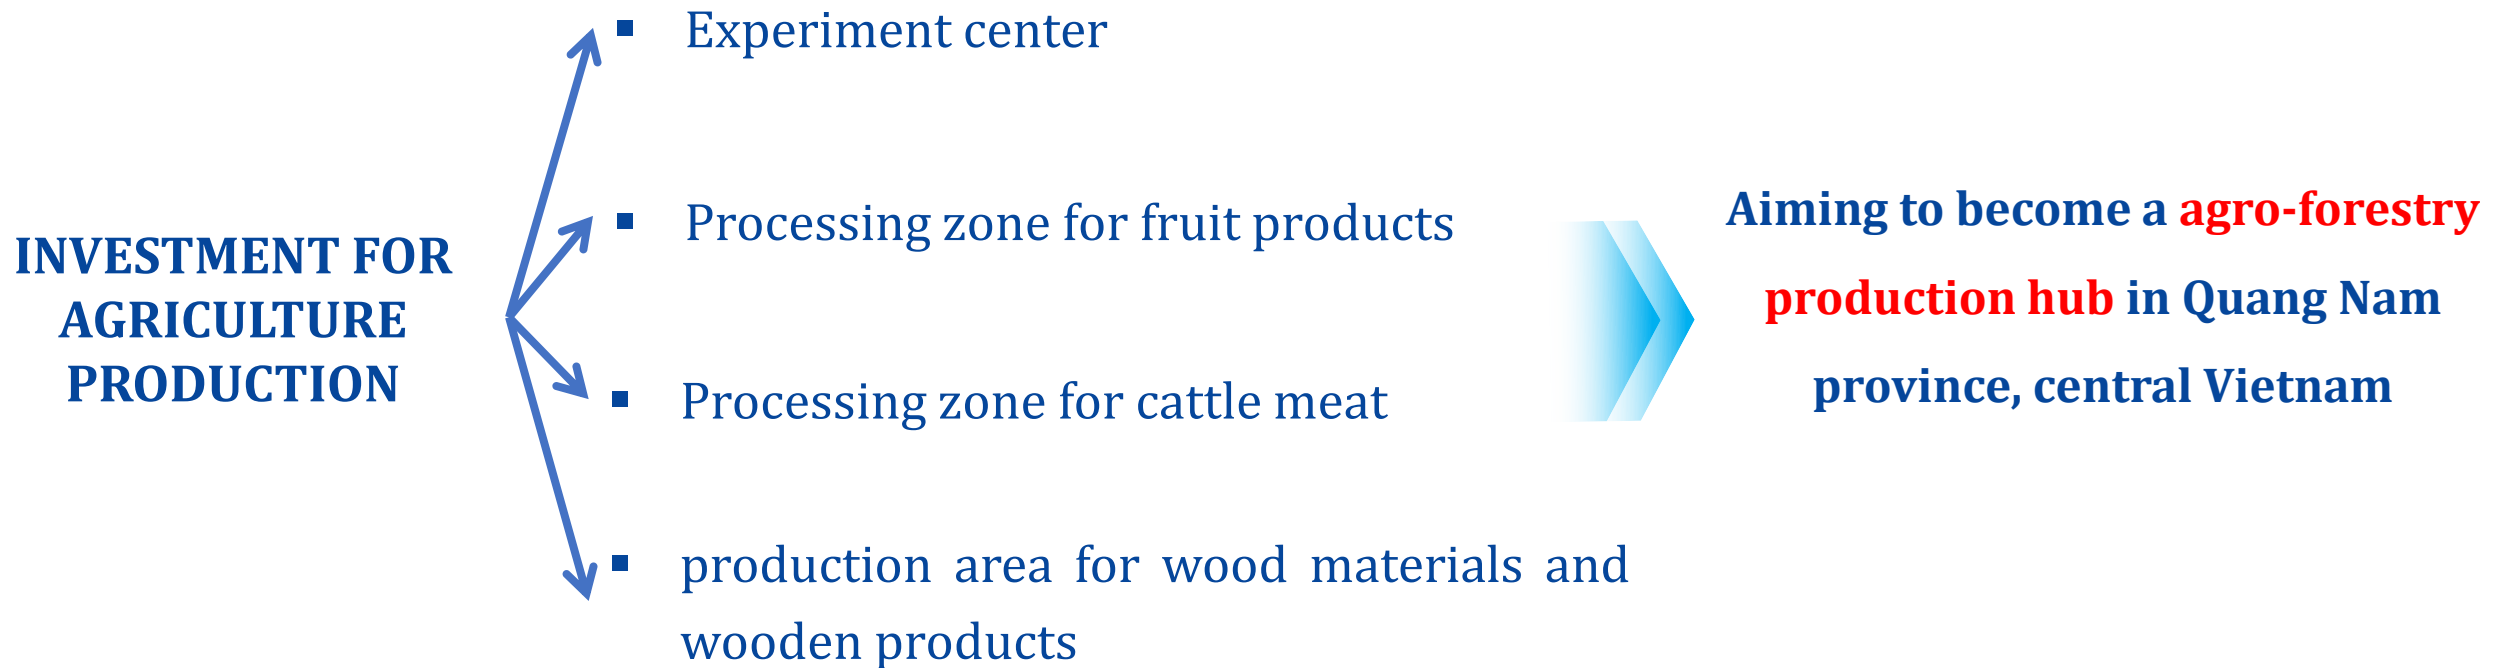 INVESTMENT FOR
AGRICULTURE
PRODUCTION
▪ Experiment center
▪ Processing zone for fruit products
▪ Processing zone for cattle meat
▪ production area for wood materials and
wooden products
Aiming to become a agro-forestry
production hub in Quang Nam
province, central Vietnam